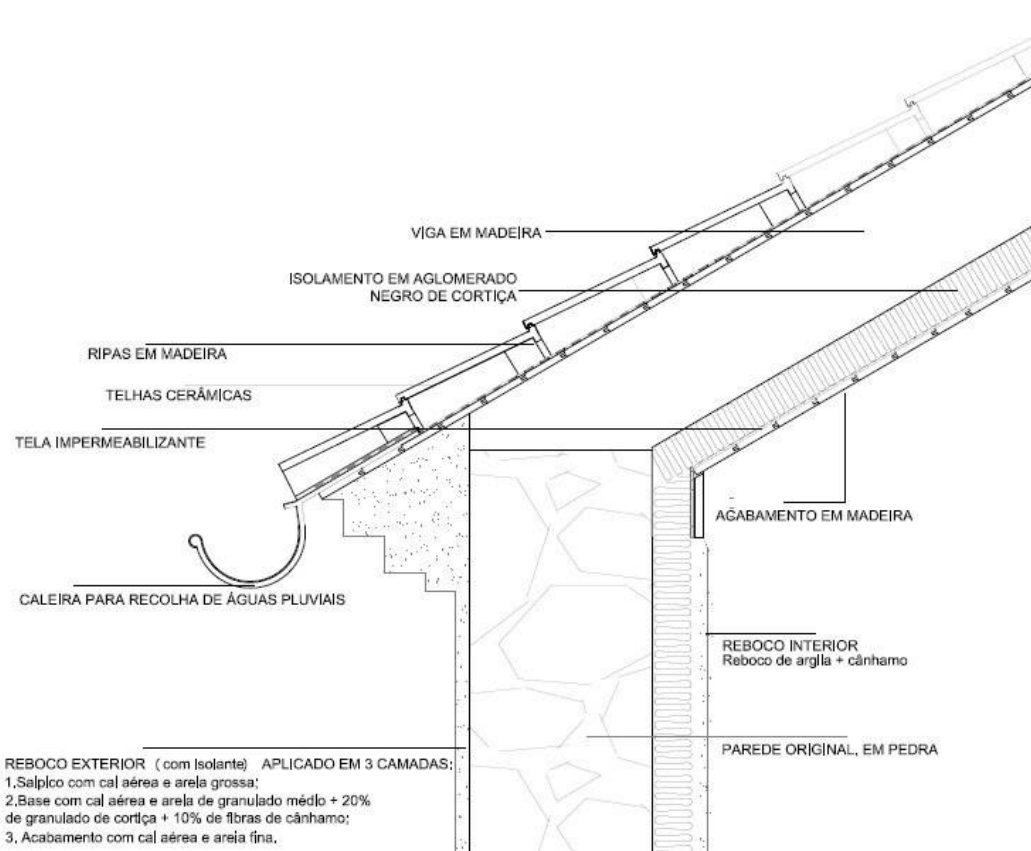 VIGA EM MADEIRA
ISOLAMENTO EM AGLOMERADO
NEGRO DE CORTIÇA
RIPAS EM MADEIRA
TELHAS CERÂMICAS
TELA IMPERMEABILIZANTE
ACABAMENTO EM MADEIRA
CALEIRA PARA RECOLHA DE ÁGUAS PLUVIAIS
REBOCO INTERIOR
Reboco de argila + cânhamo
PAREDE ORIGINAL, EM PEDRA
REBOCO EXTERIOR (com isolante) APLICADO EM 3 CAMADAS:
1.Salpico com cal aérea e areia grossa;
2.Base com cal aérea e areia de granulado médio + 20%
de granulado de cortiça + 10% de fibras de cânhamo;
3. Acabamento com cal aérea e areia fina.